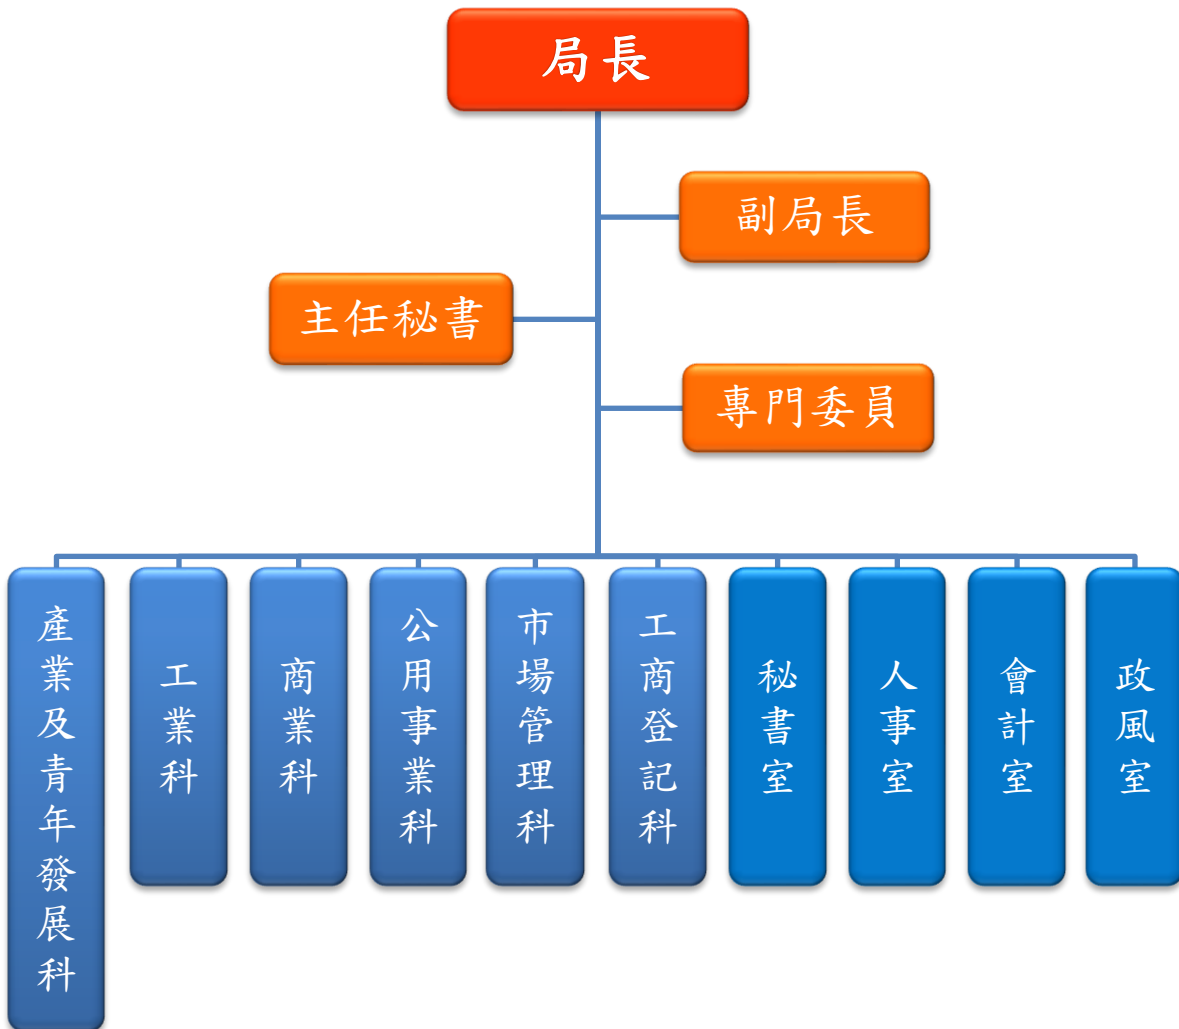 局長
副局長
主任秘書
專門委員
產業及青年發展科
工業科
商業科
公用事業科
市場管理科
工商登記科
秘書室
人事室
會計室
政風室